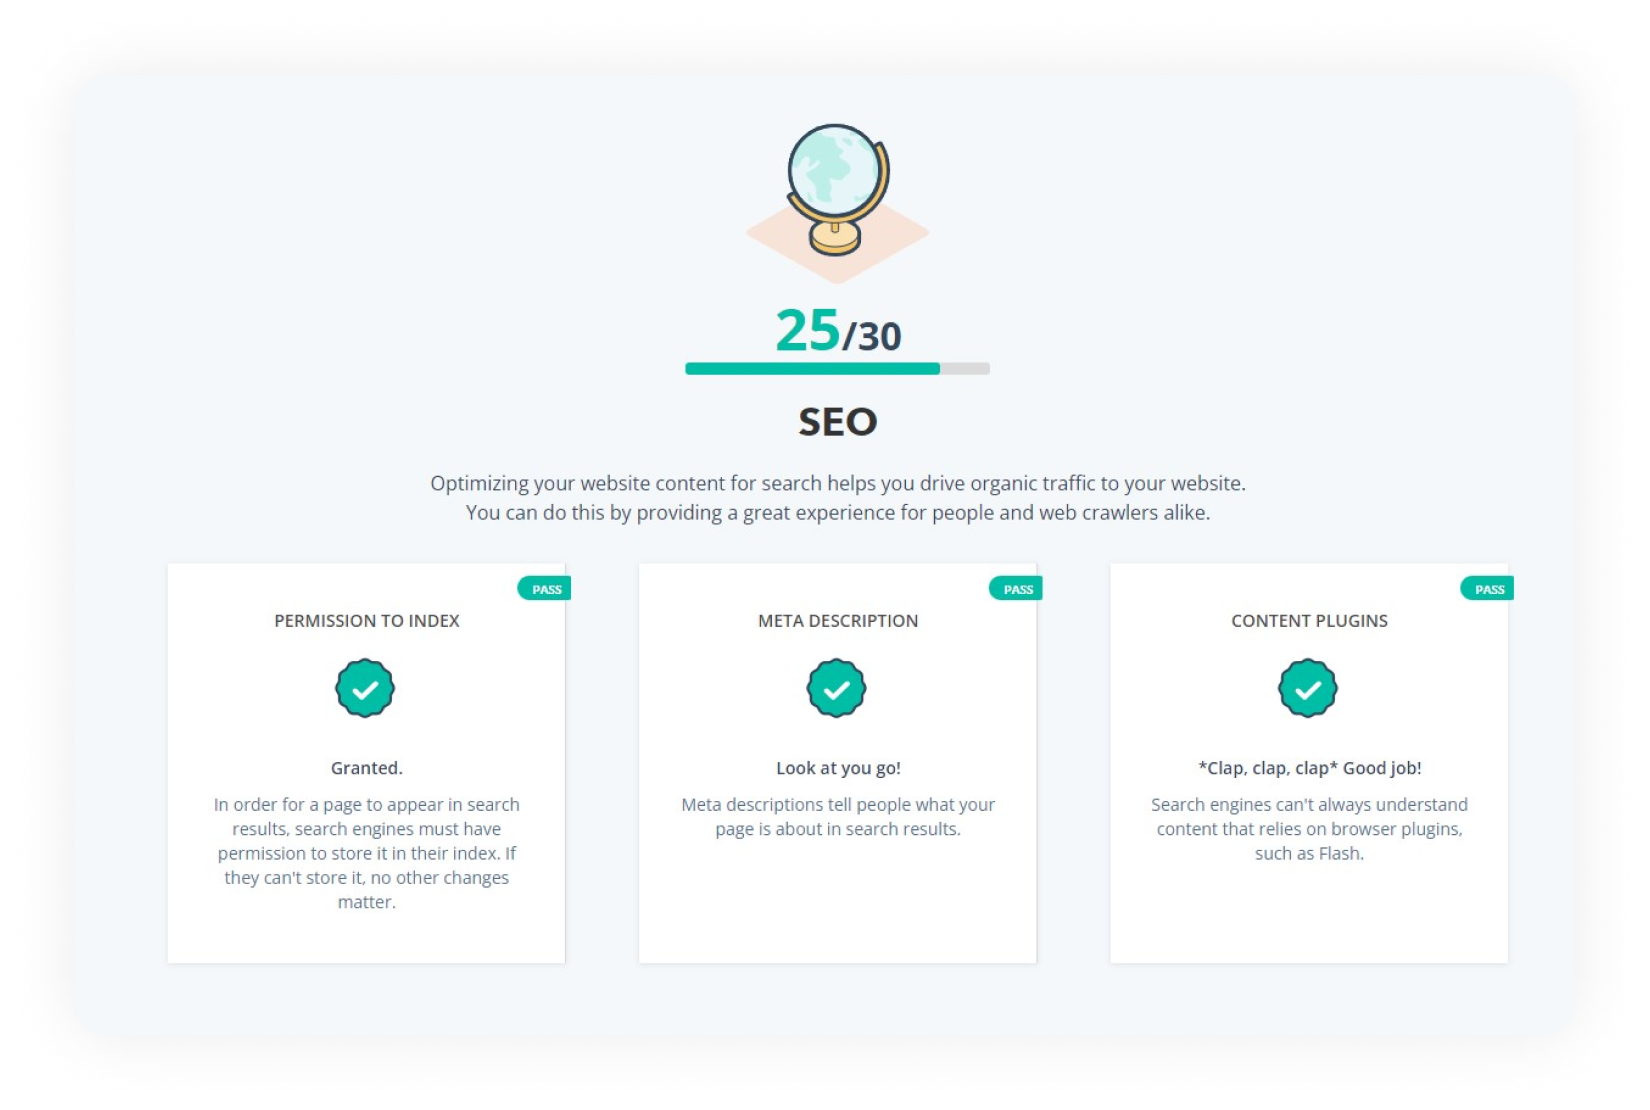 25/30
SEO
Optimizing your website content for search helps you drive organic traffic to your website.
You can do this by providing a great experience for people and web crawlers alike.
PASS
PERMISSION TO INDEX
Granted.
In order for a page to appear in search
results, search engines must have
permission to store it in their index. If
they can't store it, no other changes
matter.
PASS
META DESCRIPTION
Look at you go!
Meta descriptions tell people what your
page is about in search results.
PASS
CONTENT PLUGINS
*Clap, clap, clap* Good job!
Search engines can't always understand
content that relies on browser plugins,
such as Flash.